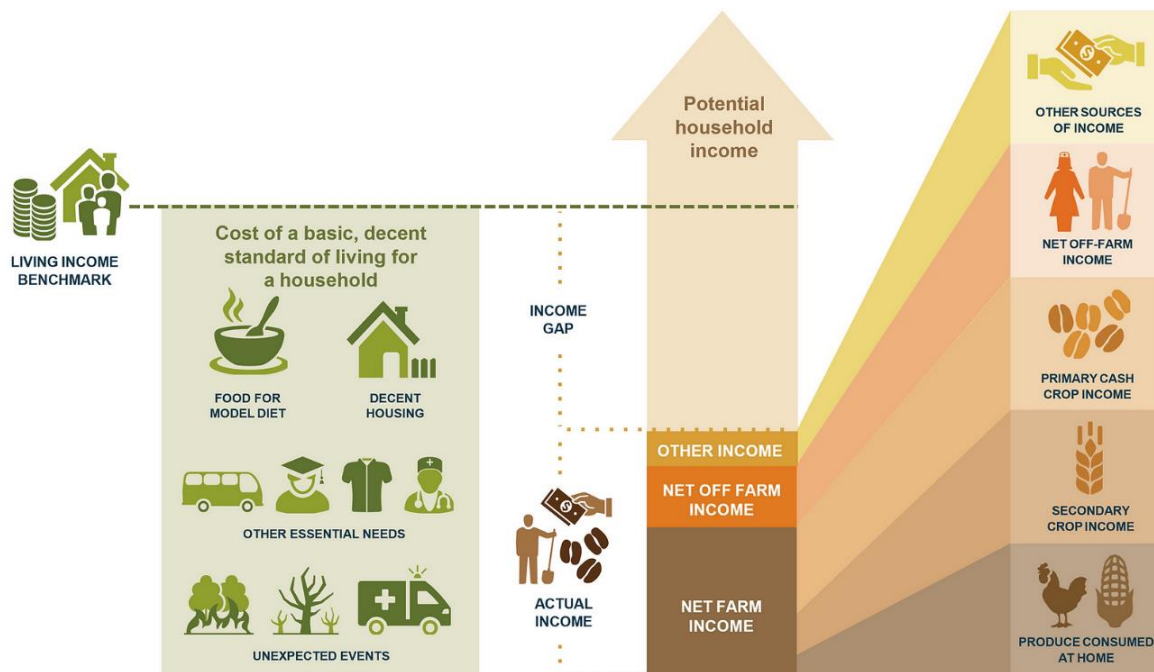 LIVING INCOME
BENCHMARK
Cost of a basic, decent
standard of living for
a household
FOOD FOR
MODEL DIET
DECENT
HOUSING
OTHER ESSENTIAL NEEDS
UNEXPECTED EVENTS
INCOME
GAP
ACTUAL
INCOME
Potential
household
income
OTHER INCOME
NET OFF FARM
INCOME
NET FARM
INCOME
$
OTHER SOURCES
OF INCOME
NET OFF-FARM
INCOME
PRIMARY CASH
CROP INCOME
SECONDARY
CROP INCOME
PRODUCE CONSUMED
AT HOME